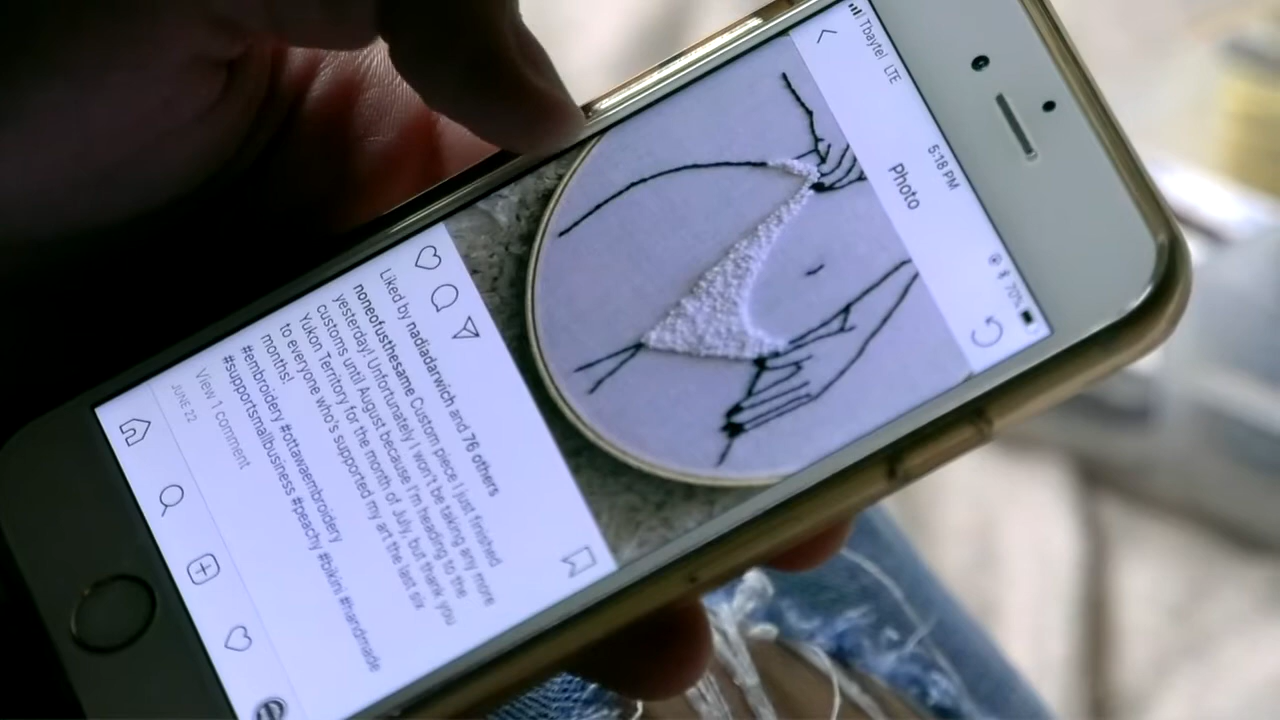 Tbaytel LTE
5:18 PM
70%
Photo
Liked by nadiadarwich and 76 others
noneofusthesame Custom piece I just finished
yesterday! Unfortunately I won't be taking any more
customs until August because I'm heading to the
Yukon Territory for the month of July, but thank you
to everyone who's supported my art the last six
months!
#embroidery #ottawaembroidery
#supportsmallbusiness #peachy #bikini #handmade
View 1 comment
JUNE 22